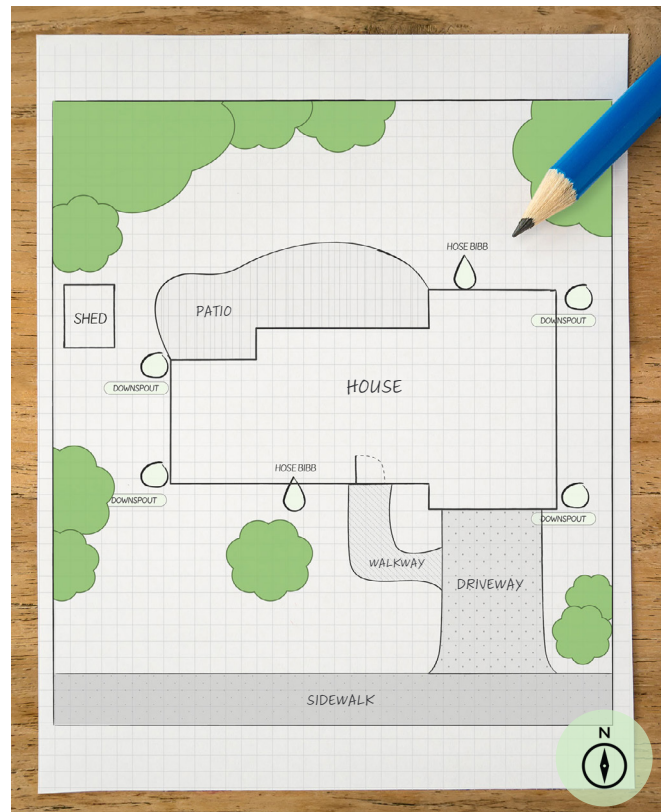 HOSE BIBB
DOWNSPOUT
PATIO
SHED
DOWNSPOUT
HOUSE
HOSE BIBB
DOWNSPOUT
DOWNSPOUT
WALKWAY
DRIVEWAY
SIDEWALK
N